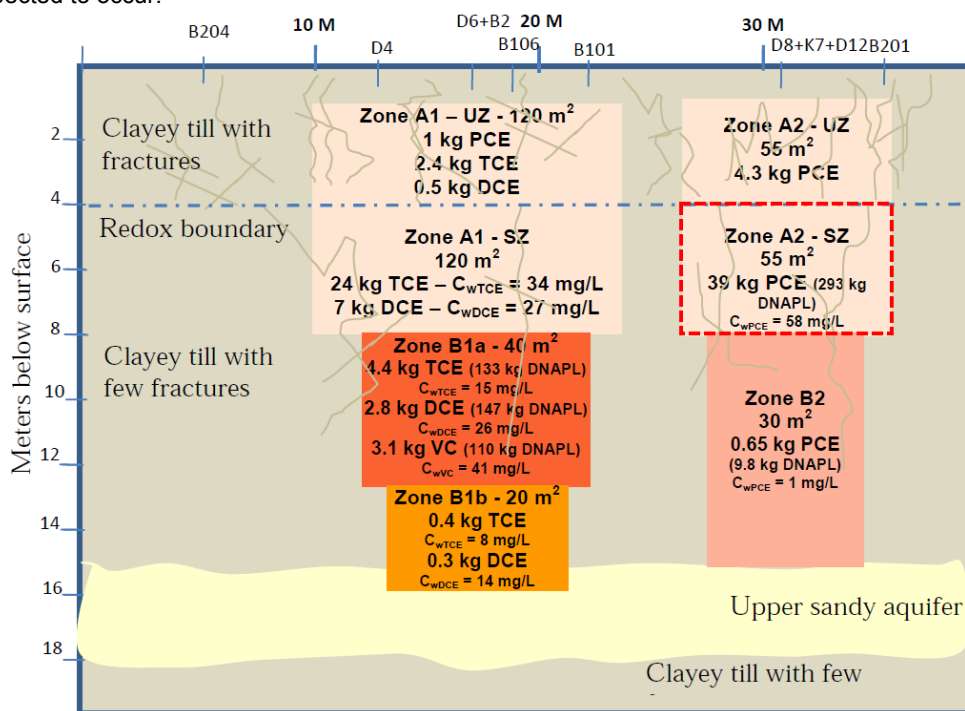 ected to occur.
D6+B2
10 M
20 M
30 M
B204
D4
B106
B101
D8+K7+D12
B201
Meters below surface
2
4
6
8
10
12
14
16
18
Clayey till with
fractures
Redox boundary
Clayey till with
few fractures
Zone A1 – UZ - 120 m²
1 kg PCE
2.4 kg TCE
0.5 kg DCE
Zone A1 - SZ
120 m²
24 kg TCE – CwTCE = 34 mg/L
7 kg DCE – CwDCE = 27 mg/L
Zone B1a - 40 m²
4.4 kg TCE (133 kg DNAPL)
CwTCE = 15 mg/L
2.8 kg DCE (147 kg DNAPL)
CwDCE = 26 mg/L
3.1 kg VC (110 kg DNAPL)
CwVC = 41 mg/L
Zone B1b - 20 m²
0.4 kg TCE
CwTCE = 8 mg/L
0.3 kg DCE
CwDCE = 14 mg/L
Zone A2 - UZ
55 m²
4.3 kg PCE
Zone A2 - SZ
55 m²
39 kg PCE (293 kg
DNAPL)
CwPCE = 58 mg/L
Zone B2
30 m²
0.65 kg PCE
(9.8 kg DNAPL)
CwPCE = 1 mg/L
Upper sandy aquifer
Clayey till with few